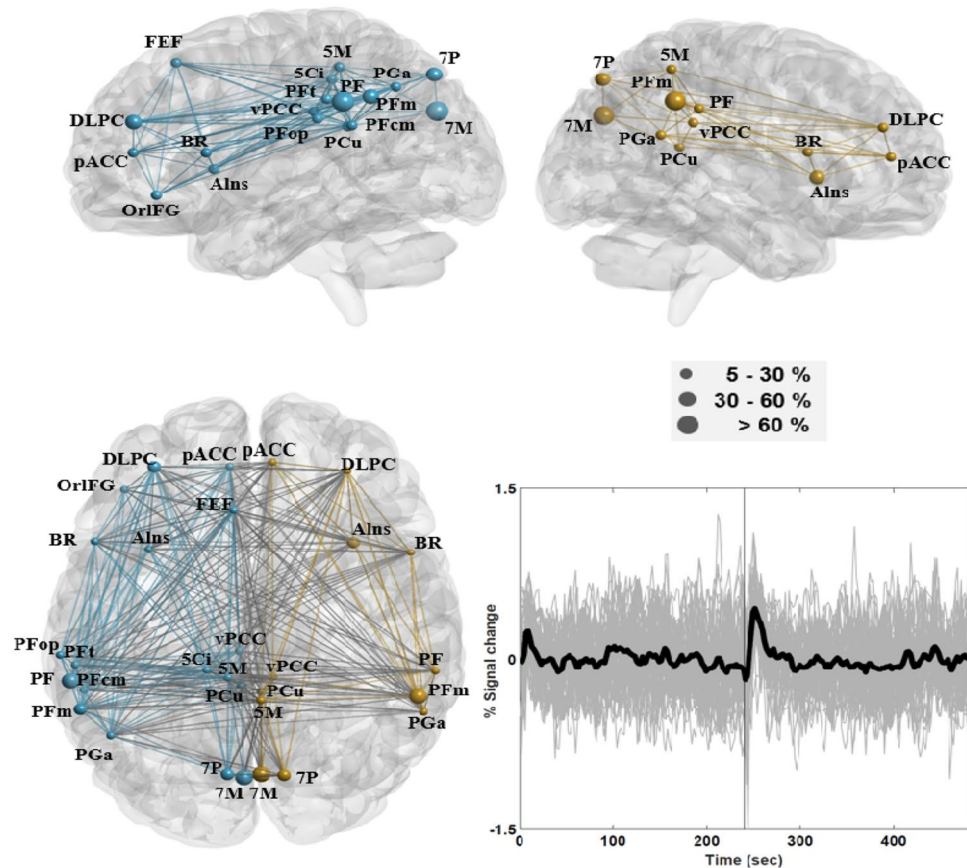 FEF
5M
7P
5Ci
PGa
PFt
PF
PFm
DLPC
vPCC
PFcm
7M
pACC
BR
PFop
PCu
AIns
OrlFG
7P
5M
PFm
PF
7M
vPCC
DLPC
PGa
PCu
BR
pACC
AIns
5 - 30 %
30 - 60 %
> 60 %
DLPC
pACC
pACC
DLPC
OrlFG
FEF
BR
AIns
AIns
BR
PFop
PFt
vPCC
5Ci
5M
vPCC
PF
PF
PFcm
PCu
PCu
PFm
PFm
5M
PGa
PGa
7P
7P
7M
7M
1.5
0
-1.5
% Signal change
0
100
200
300
400
Time (sec)